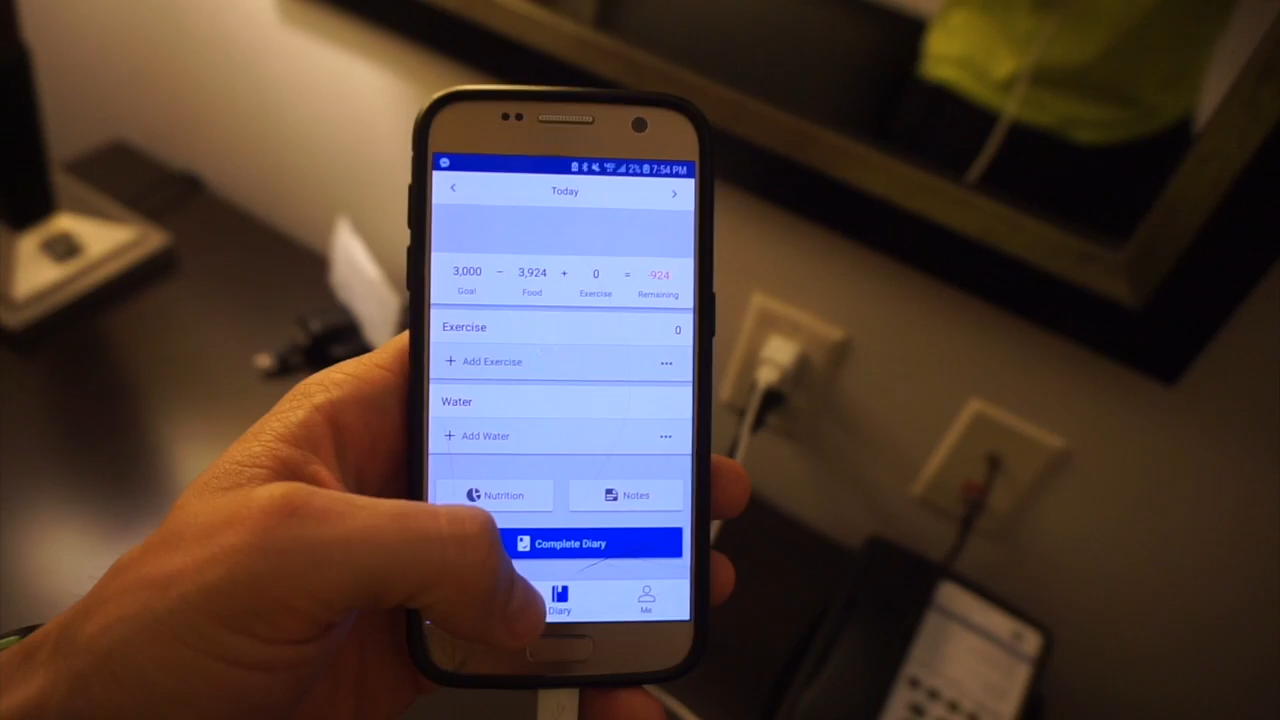 2% 7:54 PM
Today
3,000 − 3,924 + 0 = -924
Goal Food Exercise Remaining
Exercise 0
+ Add Exercise ···
Water
+ Add Water ···
Nutrition Notes
Complete Diary
Diary Me